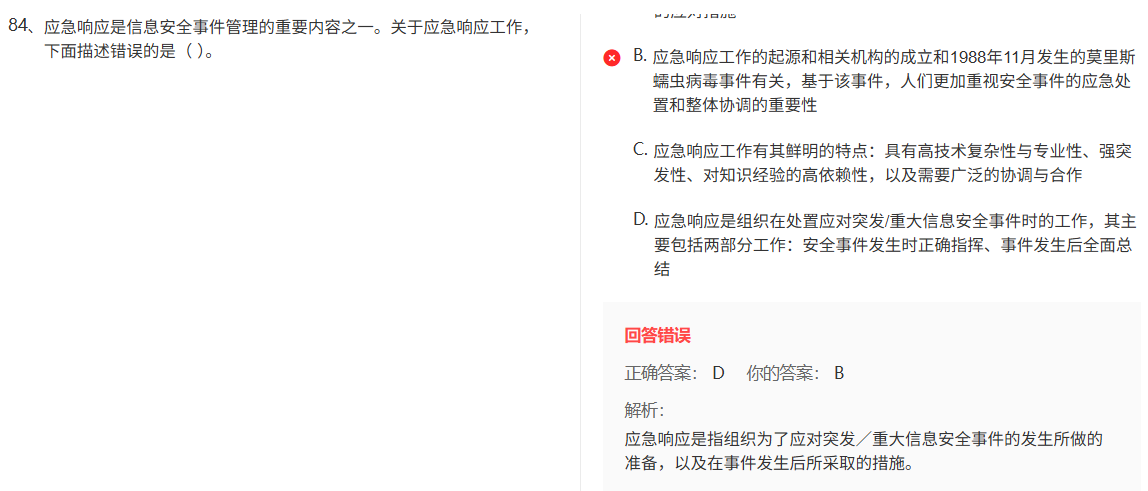 84、应急响应是信息安全事件管理的重要内容之一。关于应急响应工作，
下面描述错误的是（ ）。
的应对措施
B. 应急响应工作的起源和相关机构的成立和1988年11月发生的莫里斯
蠕虫病毒事件有关，基于该事件，人们更加重视安全事件的应急处
置和整体协调的重要性
C. 应急响应工作有其鲜明的特点：具有高技术复杂性与专业性、强突
发性、对知识经验的高依赖性，以及需要广泛的协调与合作
D. 应急响应是组织在处置应对突发/重大信息安全事件时的工作，其主
要包括两部分工作：安全事件发生时正确指挥、事件发生后全面总
结
回答错误
正确答案： D 你的答案： B
解析：
应急响应是指组织为了应对突发／重大信息安全事件的发生所做的
准备，以及在事件发生后所采取的措施。